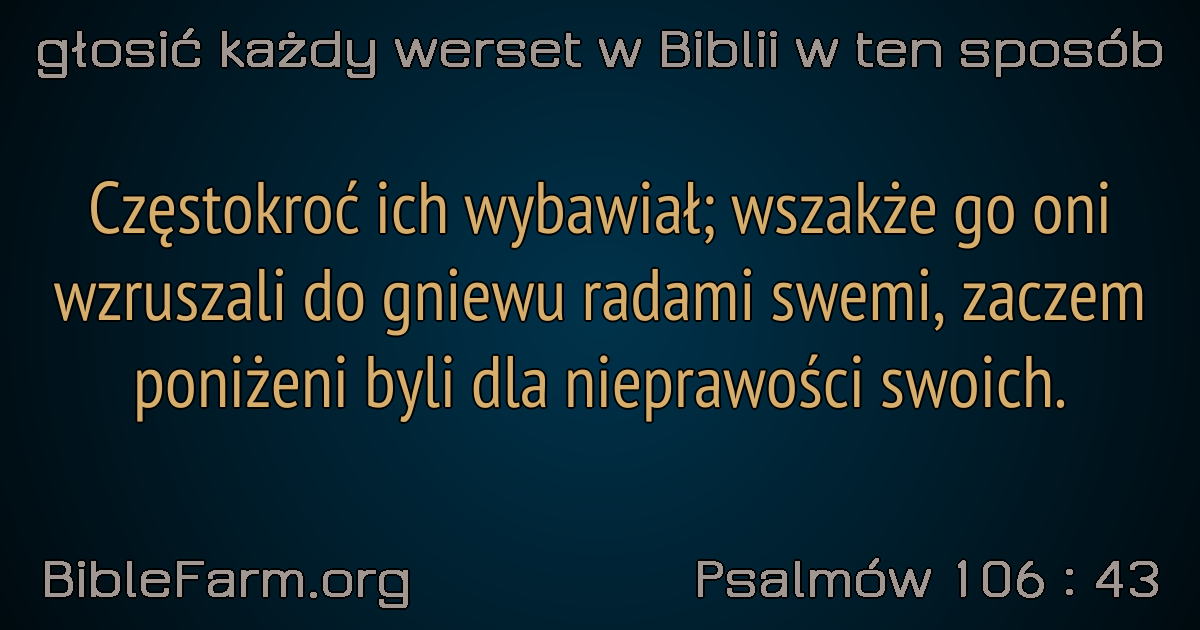 głosić każdy werset w Biblii w ten sposób
Częstokroć ich wybawiał; wszakże go oni
wzruszali do gniewu radami swemi, zaczem
poniżeni byli dla nieprawości swoich.
BibleFarm.org
Psalmów 106 : 43